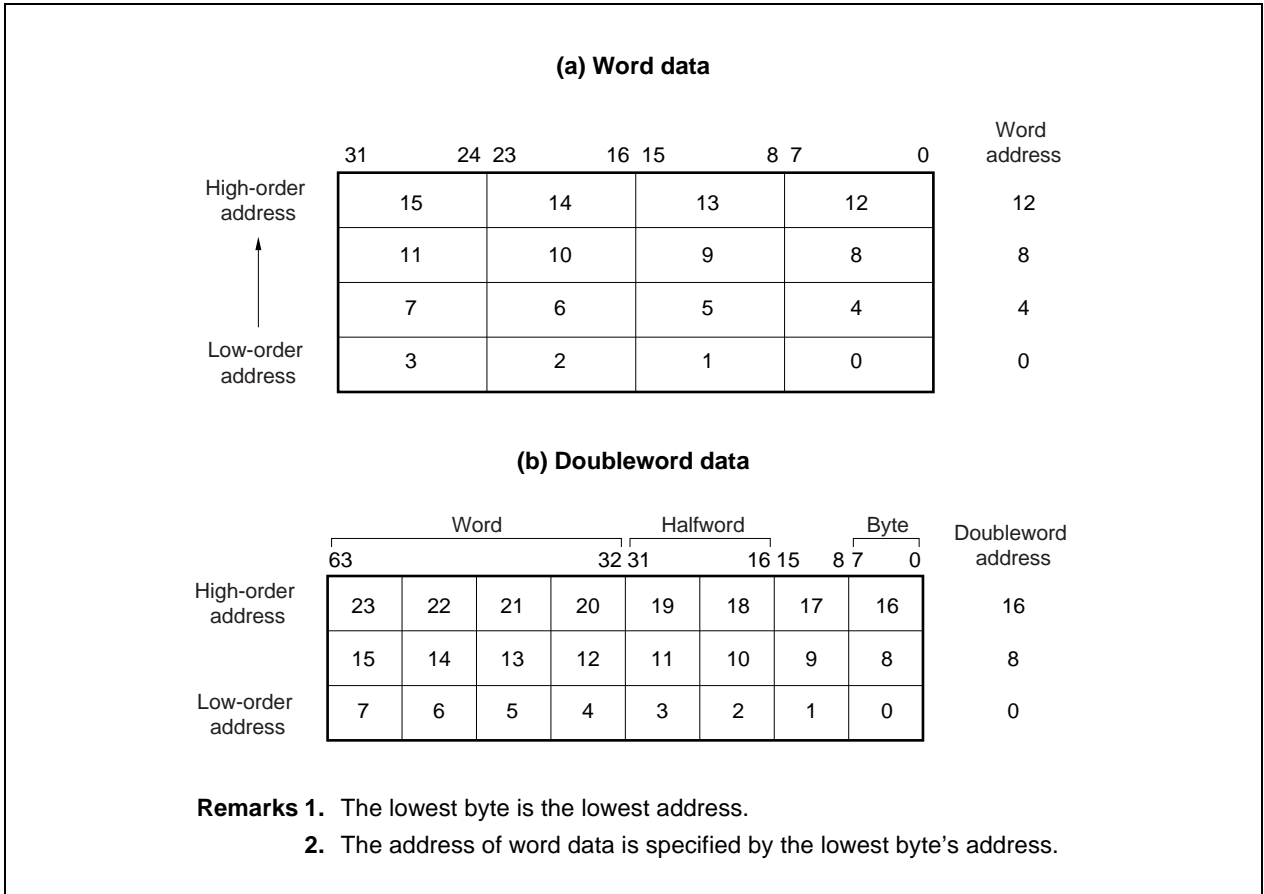 (a) Word data
Word
address
31 24 23 16 15 8 7 0
High-order
address
15 14 13 12 12
11 10 9 8 8
7 6 5 4 4
Low-order
address
3 2 1 0 0
(b) Doubleword data
Word Halfword Byte
Doubleword
address
63 32 31 16 15 8 7 0
High-order
address
23 22 21 20 19 18 17 16 16
15 14 13 12 11 10 9 8 8
Low-order
address
7 6 5 4 3 2 1 0 0
Remarks 1. The lowest byte is the lowest address.
2. The address of word data is specified by the lowest byte's address.